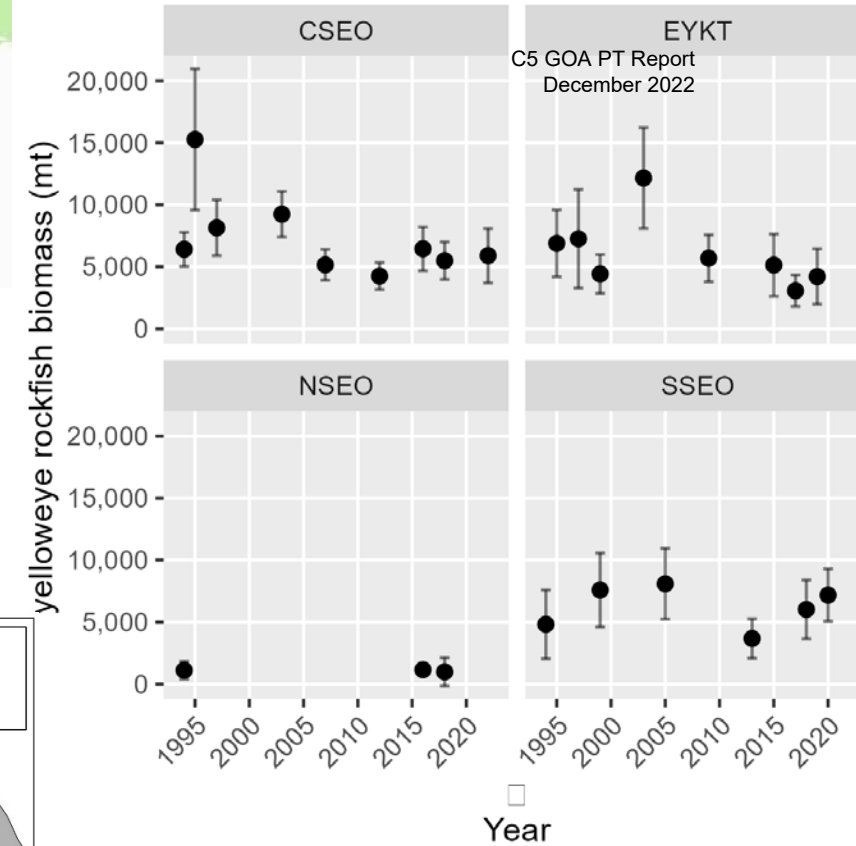 CSEO
EYKT
C5 GOA PT Report
December 2022
yelloweye rockfish biomass (mt)
20,000
15,000
10,000
5,000
0
NSEO
SSEO
20,000
15,000
10,000
5,000
0
1995 2000 2005 2010 2015 2020
1995 2000 2005 2010 2015 2020
Year